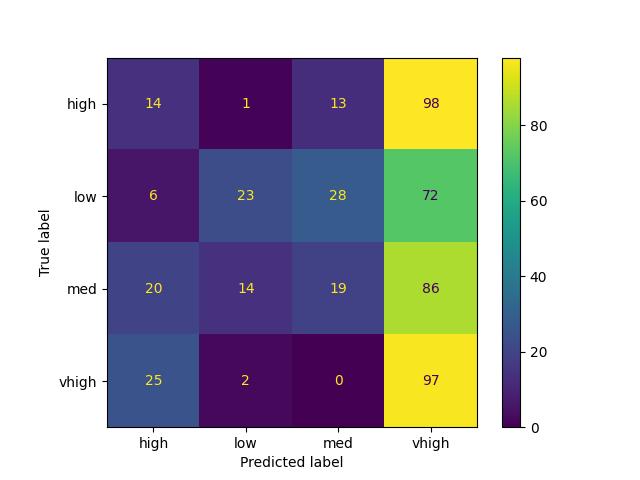 high 14 1 13 98
80
low 6 23 28 72
60
40
med 20 14 19 86
20
vhigh 25 2 0 97
0
high low med vhigh
Predicted label
True label